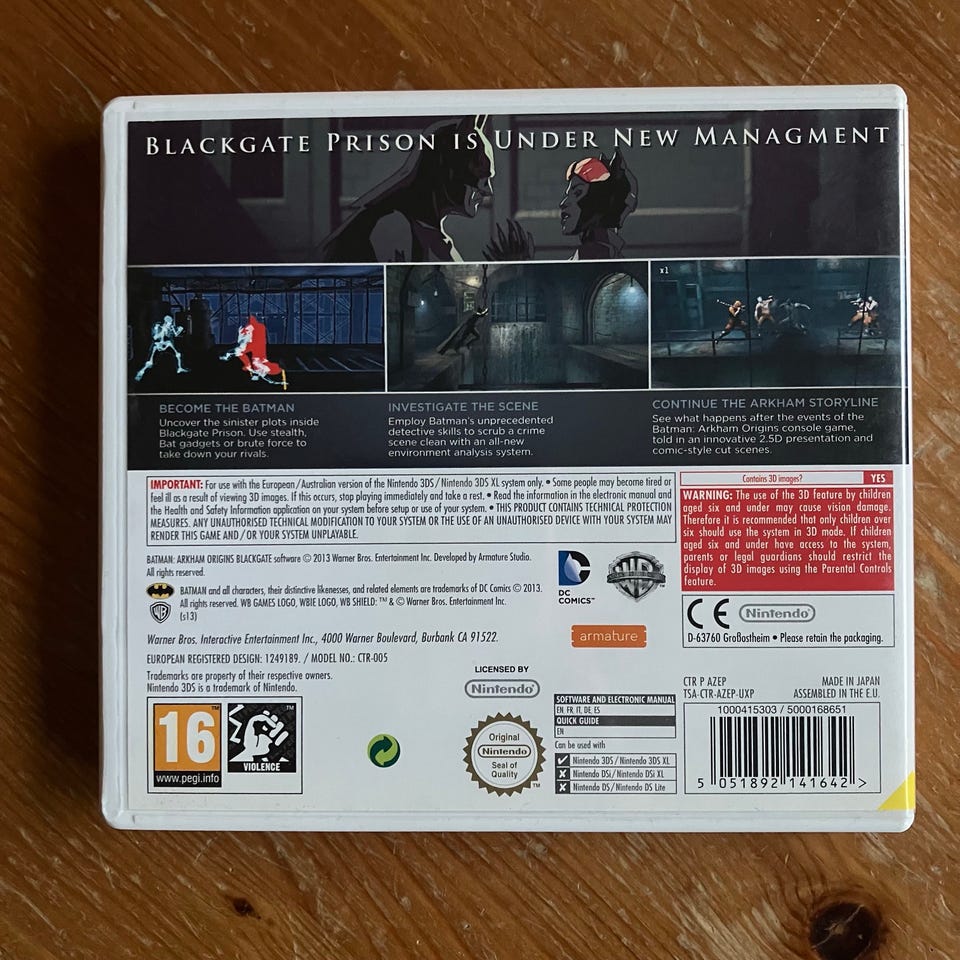 BLACKGATE PRISON IS UNDER NEW MANAGMENT
x1
BECOME THE BATMAN
Uncover the sinister plots inside
Blackgate Prison. Use stealth,
Bat gadgets or brute force to
take down your rivals.
INVESTIGATE THE SCENE
Employ Batman's unprecedented
detective skills to scrub a crime
scene clean with an all-new
environment analysis system.
CONTINUE THE ARKHAM STORYLINE
See what happens after the events of the
Batman: Arkham Origins console game,
told in an innovative 2.5D presentation and
comic-style cut scenes.
IMPORTANT: For use with the European/Australian version of the Nintendo 3DS/Nintendo 3DS XL system only. • Some people may become tired or
feel ill as a result of viewing 3D images. If this occurs, stop playing immediately and take a rest. • Read the information in the electronic manual and
the Health and Safety Information application on your system before setup or use of your system. • THIS PRODUCT CONTAINS TECHNICAL PROTECTION
MEASURES. ANY UNAUTHORISED TECHNICAL MODIFICATION TO YOUR SYSTEM OR THE USE OF AN UNAUTHORISED DEVICE WITH YOUR SYSTEM MAY
RENDER THIS GAME AND/OR YOUR SYSTEM UNPLAYABLE.
Contains 3D images? YES
WARNING: The use of the 3D feature by children
aged six and under may cause vision damage.
Therefore it is recommended that only children over
six should use the system in 3D mode. If children
aged six and under have access to the system,
parents or legal guardians should restrict the
display of 3D images using the Parental Controls
feature.
BATMAN: ARKHAM ORIGINS BLACKGATE software © 2013 Warner Bros. Entertainment Inc. Developed by Armature Studio.
All rights reserved.
BATMAN and all characters, their distinctive likenesses, and related elements are trademarks of DC Comics © 2013.
All rights reserved. WB GAMES LOGO, WBIE LOGO, WB SHIELD: ™ & © Warner Bros. Entertainment Inc.
(s13)
WB
DC
COMICS™
WB
armature
CE Nintendo
D-63760 Großostheim • Please retain the packaging.
Warner Bros. Interactive Entertainment Inc., 4000 Warner Boulevard, Burbank CA 91522.
EUROPEAN REGISTERED DESIGN: 1249189. / MODEL NO.: CTR-005
Trademarks are property of their respective owners.
Nintendo 3DS is a trademark of Nintendo.
LICENSED BY
Nintendo
16™
www.pegi.info
™
VIOLENCE
Original
Nintendo
Seal of
Quality
™
SOFTWARE AND ELECTRONIC MANUAL
EN, FR, IT, DE, ES
QUICK GUIDE
EN
Can be used with
Nintendo 3DS/Nintendo 3DS XL
Nintendo DSi/Nintendo DSi XL
Nintendo DS/Nintendo DS Lite
CTR P AZEP MADE IN JAPAN
TSA-CTR-AZEP-UXP ASSEMBLED IN THE E.U.
1000415303 / 5000168651
5 051892 141642 >